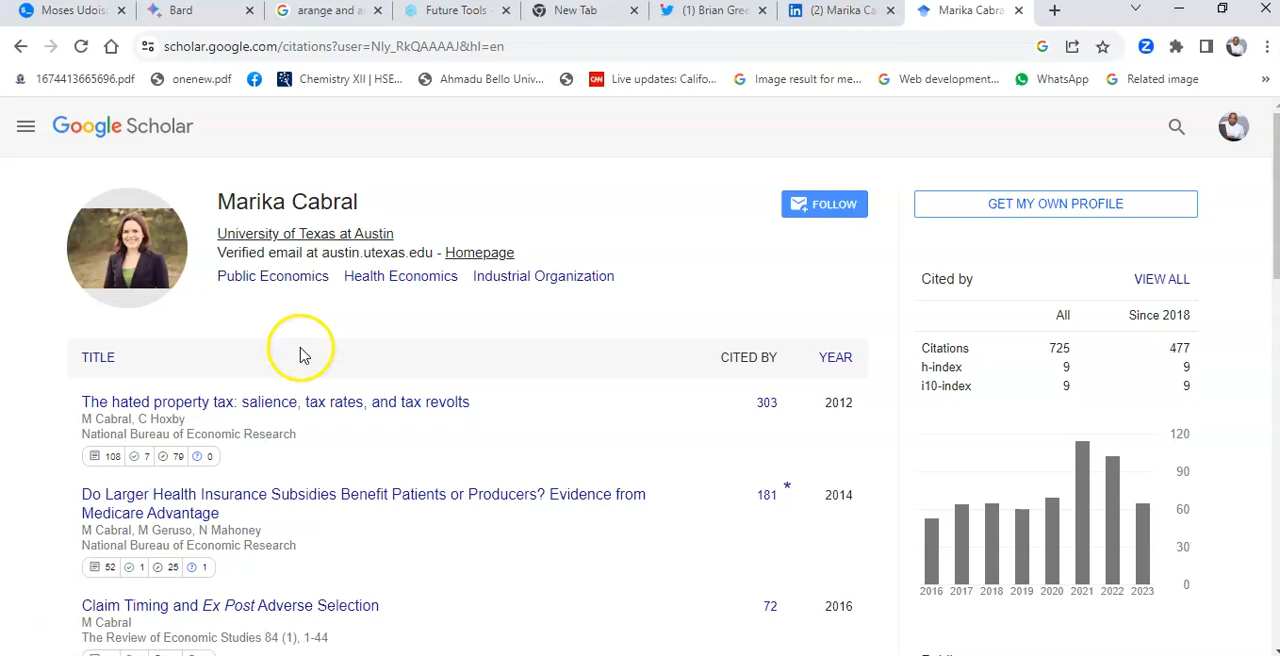 Moses Udois
Bard
arange and a
Future Tools -
New Tab
(1) Brian Gree
(2) Marika Ca
Marika Cabra
scholar.google.com/citations?user=Nly_RkQAAAAJ&hl=en
1674413665696.pdf
onenew.pdf
Chemistry XII | HSE...
Ahmadu Bello Univ...
CNN
Live updates: Califo...
Image result for me...
Web development...
WhatsApp
Related image
»
Google Scholar
Marika Cabral
FOLLOW
GET MY OWN PROFILE
University of Texas at Austin
Verified email at austin.utexas.edu - Homepage
Public Economics Health Economics Industrial Organization
Cited by VIEW ALL
All Since 2018
Citations 725 477
h-index 9 9
i10-index 9 9
TITLE CITED BY YEAR
The hated property tax: salience, tax rates, and tax revolts 303 2012
M Cabral, C Hoxby
National Bureau of Economic Research
108 7 79 0
Do Larger Health Insurance Subsidies Benefit Patients or Producers? Evidence from Medicare Advantage 181 * 2014
M Cabral, M Geruso, N Mahoney
National Bureau of Economic Research
52 1 25 1
Claim Timing and Ex Post Adverse Selection 72 2016
M Cabral
The Review of Economic Studies 84 (1), 1-44
120
90
60
30
0
2016 2017 2018 2019 2020 2021 2022 2023